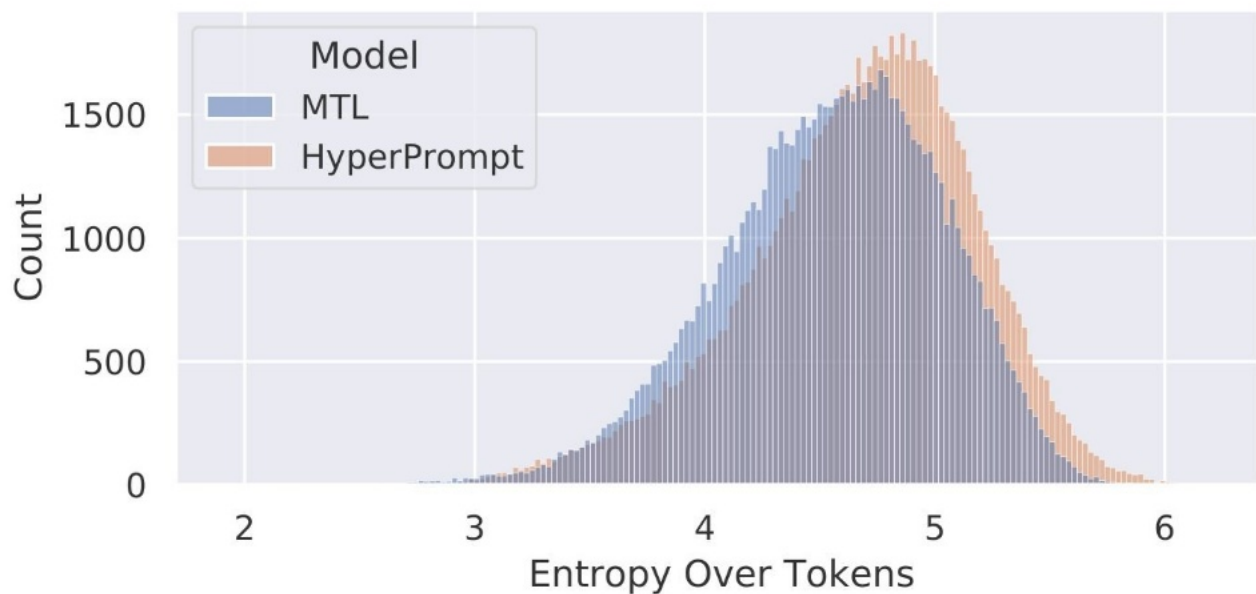 Model
MTL
HyperPrompt
1500
1000
500
0
Count
2 3 4 5 6
Entropy Over Tokens